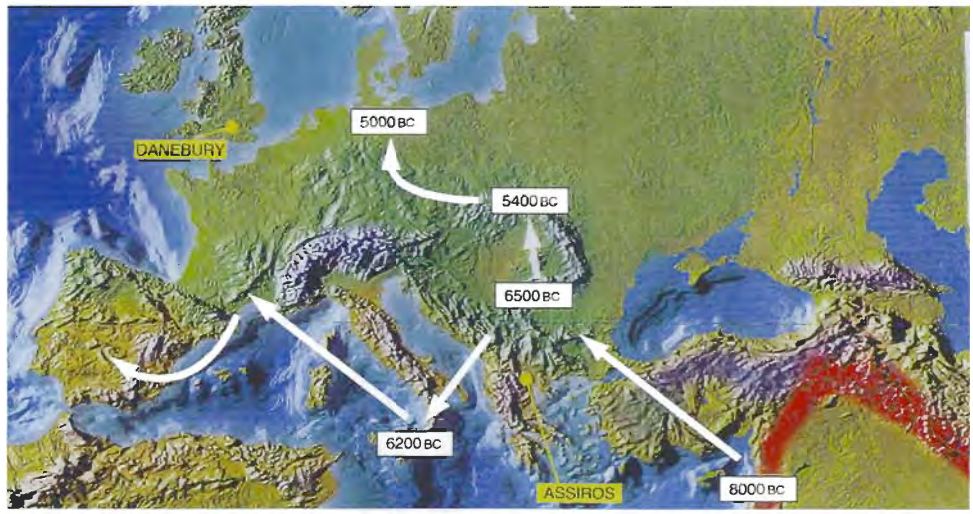 5000 BC
DANEBURY
5400 BC
6500 BC
6200 BC
ASSIROS
8000 BC